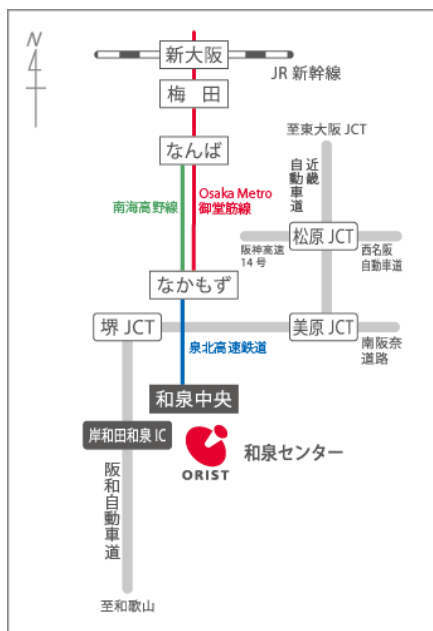 N
新大阪
JR 新幹線
梅 田
至東大阪 JCT
なんば
近畿
自動車道
南海高野線
Osaka Metro
御堂筋線
松原 JCT
阪神高速
14 号
西名阪
自動車道
なかもず
堺 JCT
美原 JCT
泉北高速鉄道
南阪奈
道路
和泉中央
岸和田和泉 IC
ORIST
和泉センター
阪和自動車道
至和歌山